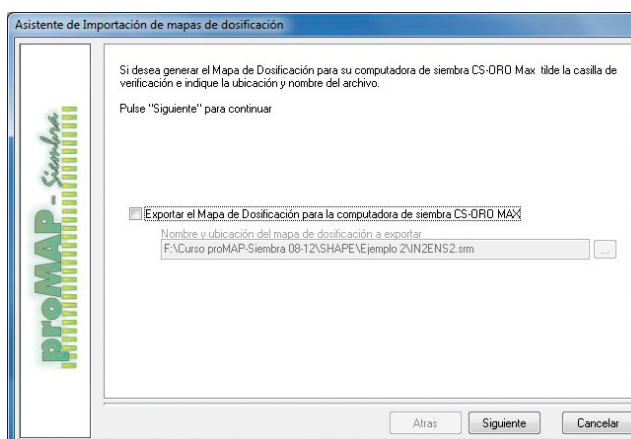 Asistente de Importación de mapas de dosificación
Si desea generar el Mapa de Dosificación para su computadora de siembra CS-ORO Max tilde la casilla de
verificación e indique la ubicación y nombre del archivo.
Pulse "Siguiente" para continuar
proMAP-Siembra
Exportar el Mapa de Dosificación para la computadora de siembra CS-ORO MAX
Nombre y ubicación del mapa de dosificación a exportar
F:\Curso proMAP-Siembra 08-12\SHAPE\Ejemplo 2\IN2ENS2.srm
...
Atras Siguiente Cancelar